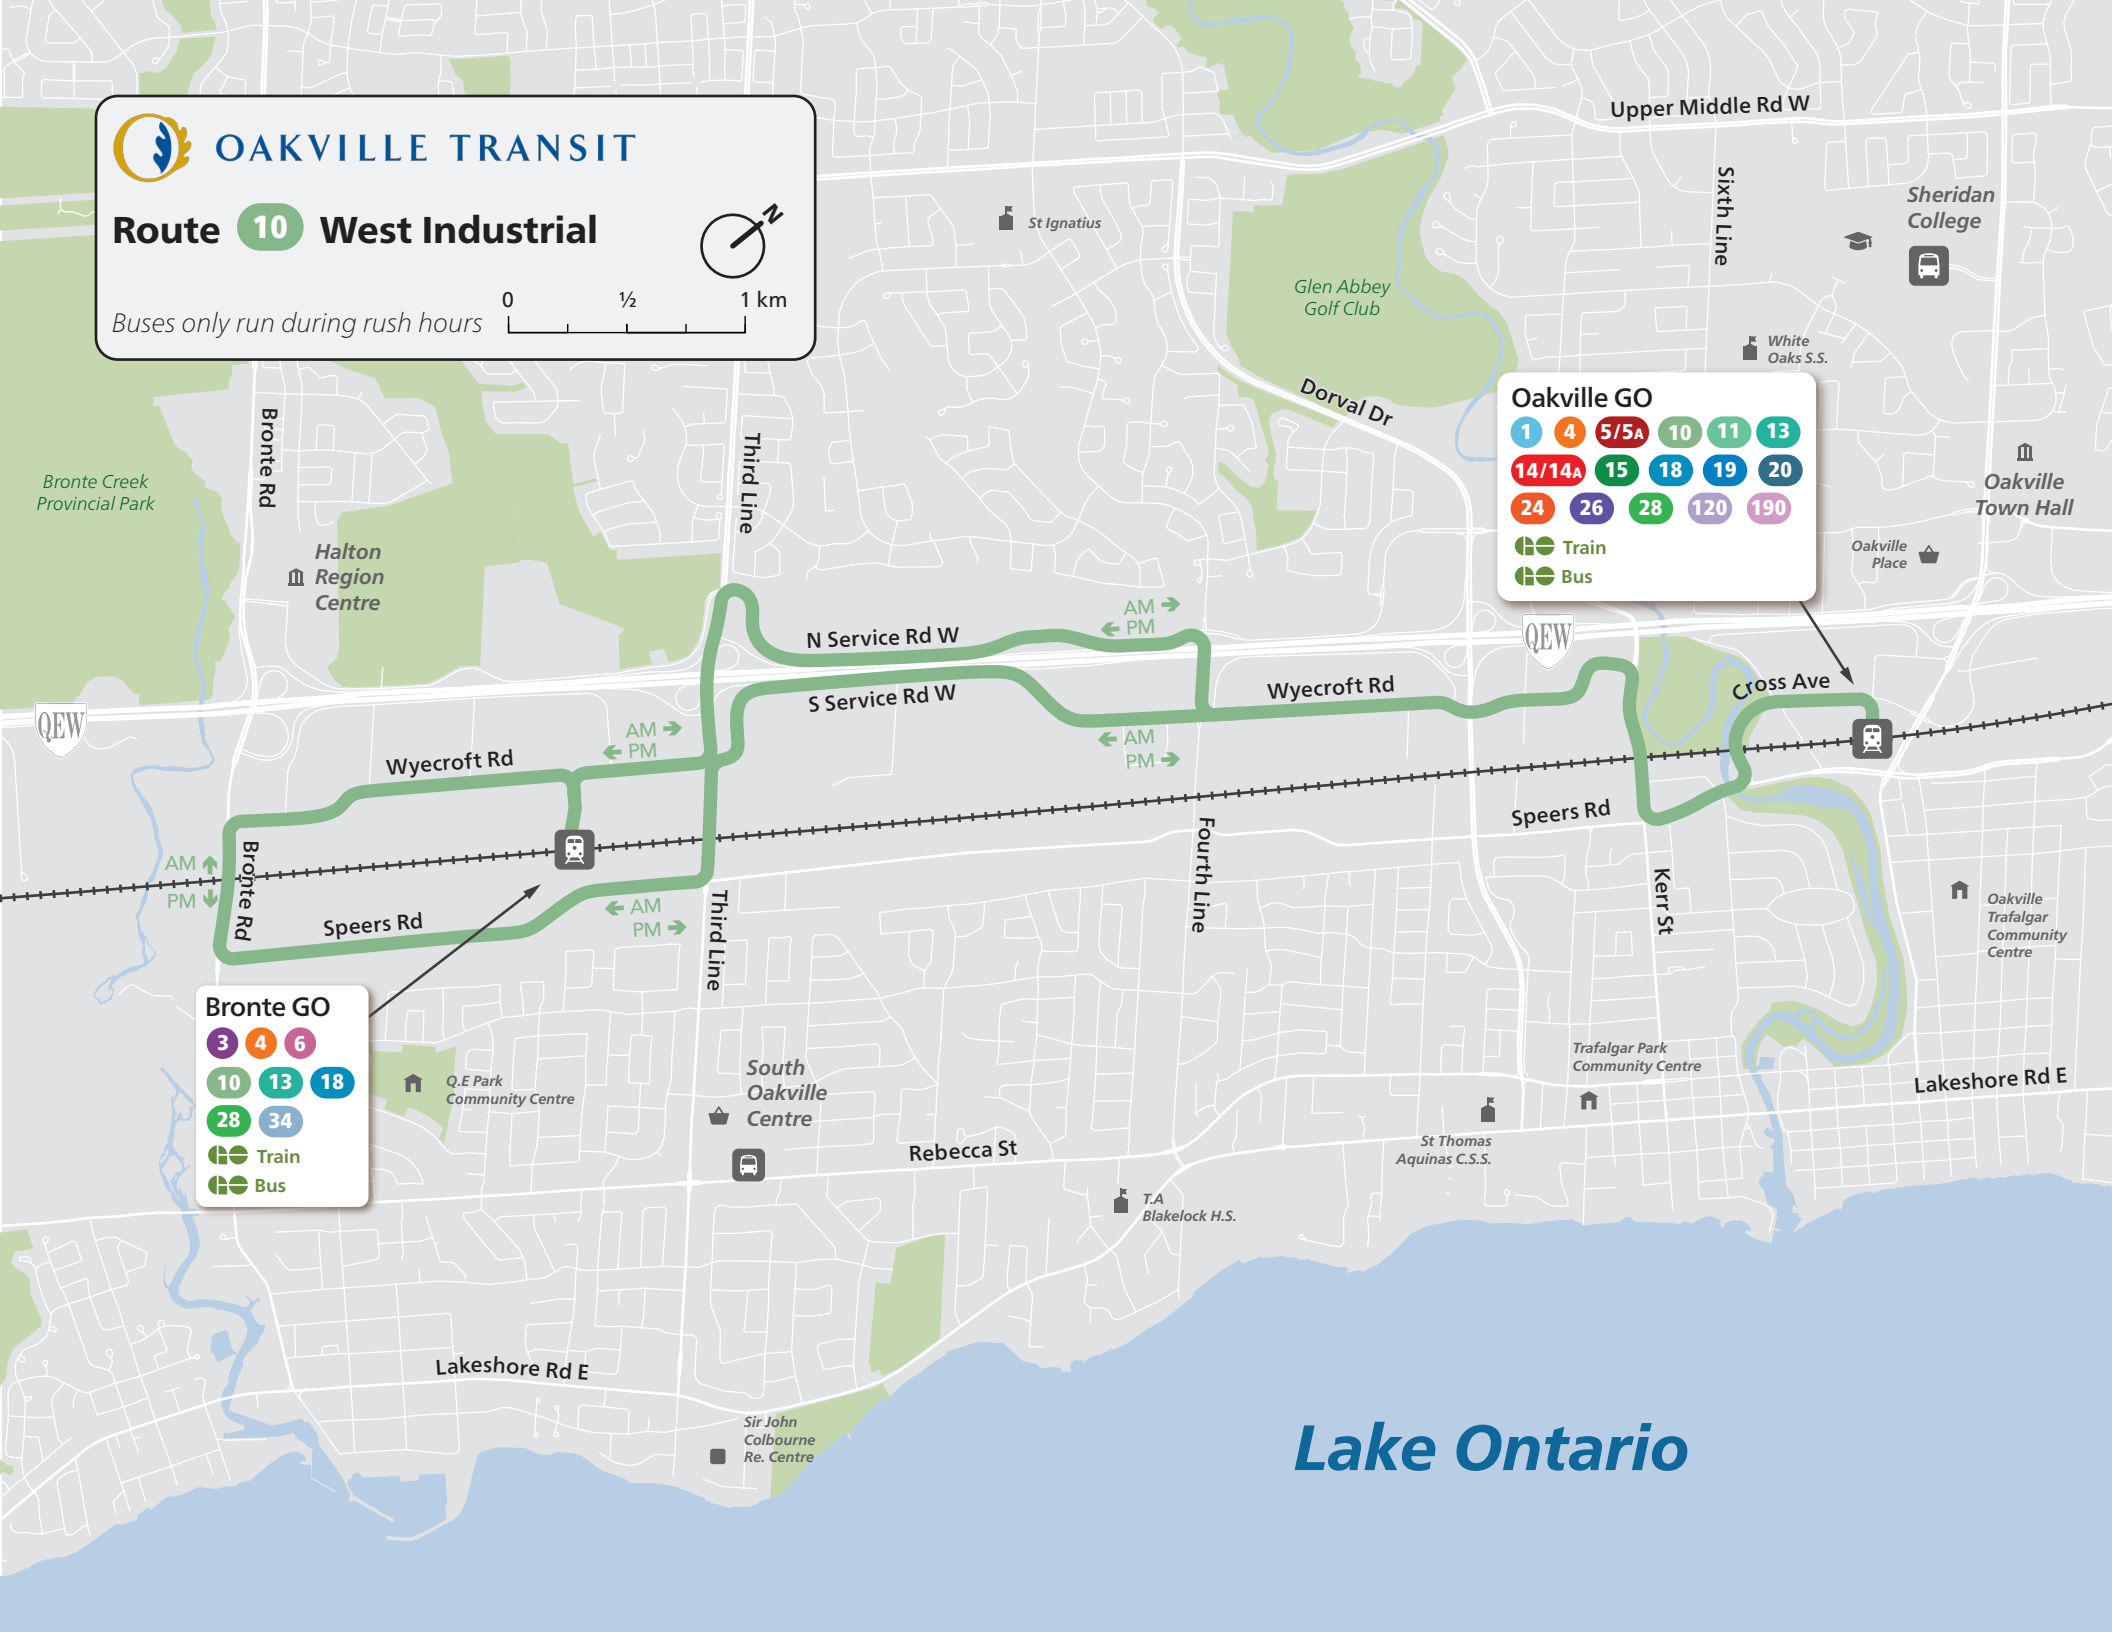 OAKVILLE TRANSIT
Route 10 West Industrial
N
Buses only run during rush hours
0 ½ 1 km
Upper Middle Rd W
Sixth Line
Sheridan
College
St Ignatius
Glen Abbey
Golf Club
White
Oaks S.S.
Dorval Dr
Oakville GO
1 4 5/5A 10 11 13
14/14A 15 18 19 20
24 26 28 120 190
GO Train
GO Bus
Oakville
Town Hall
Oakville
Place
Bronte Rd
Third Line
Bronte Creek
Provincial Park
Halton
Region
Centre
AM
PM
N Service Rd W
QEW
S Service Rd W
Wyecroft Rd
Cross Ave
QEW
AM
PM
AM
PM
Wyecroft Rd
Speers Rd
AM
PM
Bronte Rd
Fourth Line
Kerr St
Speers Rd
AM
PM
Third Line
Oakville
Trafalgar
Community
Centre
Bronte GO
3 4 6
10 13 18
28 34
GO Train
GO Bus
Q.E Park
Community Centre
South
Oakville
Centre
Trafalgar Park
Community Centre
Lakeshore Rd E
St Thomas
Aquinas C.S.S.
Rebecca St
T.A
Blakelock H.S.
Lakeshore Rd E
Sir John
Colbourne
Re. Centre
Lake Ontario